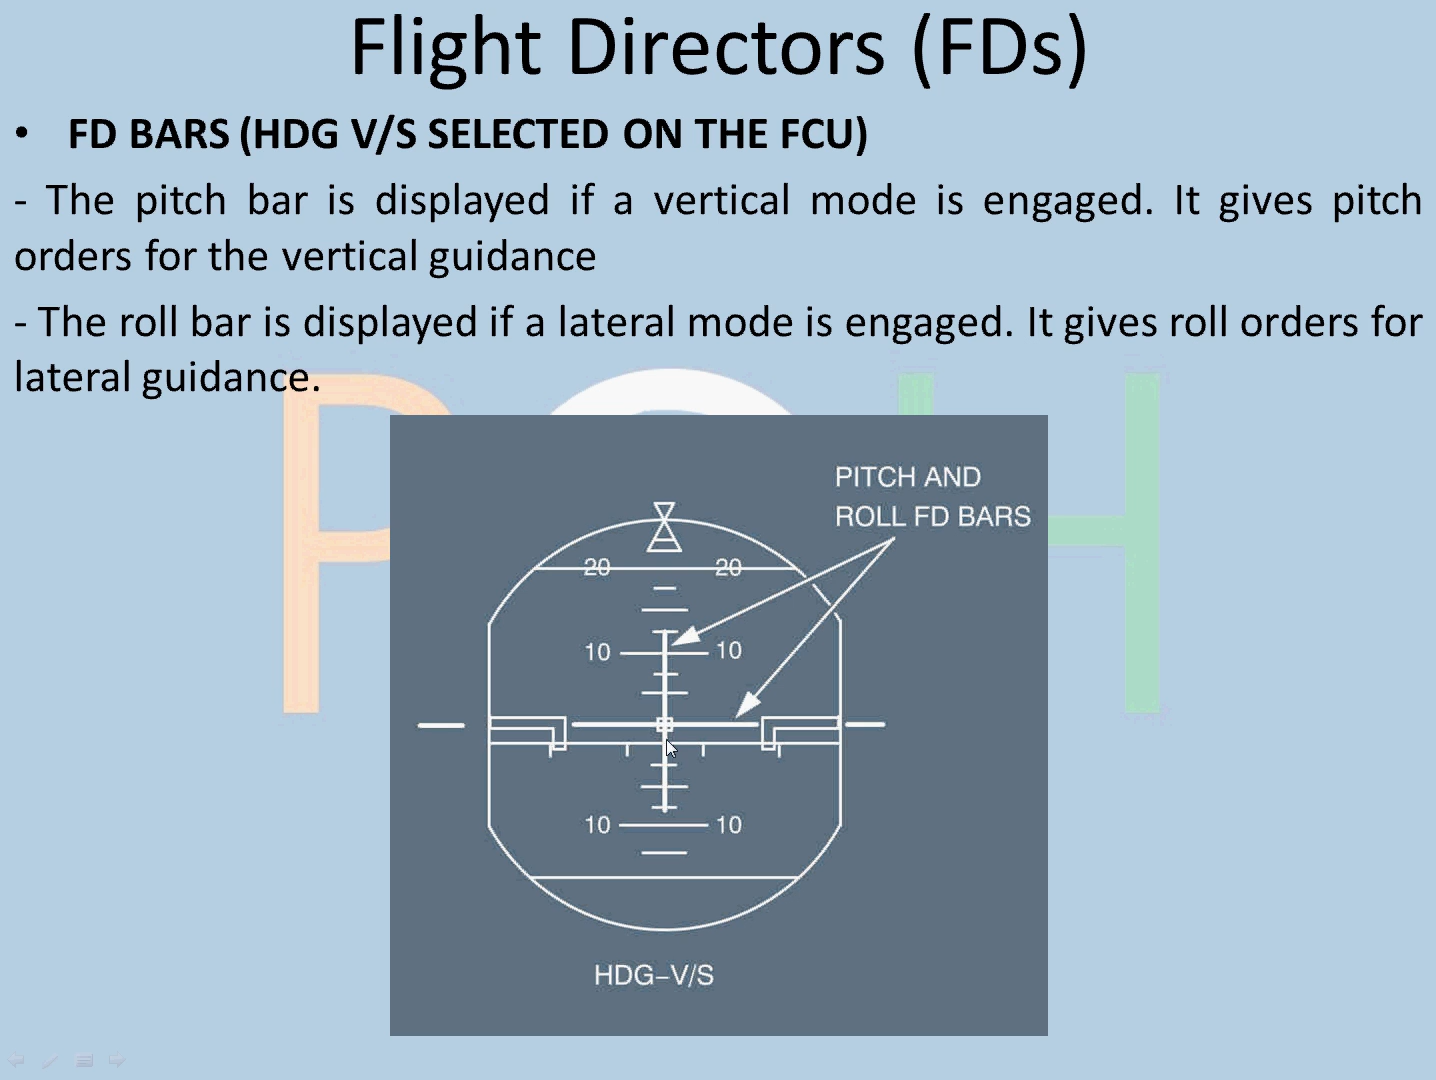 Flight Directors (FDs)
• FD BARS (HDG V/S SELECTED ON THE FCU)
- The pitch bar is displayed if a vertical mode is engaged. It gives pitch
orders for the vertical guidance
- The roll bar is displayed if a lateral mode is engaged. It gives roll orders for
lateral guidance.
PITCH AND
ROLL FD BARS
20 20
10 10
10 10
HDG–V/S